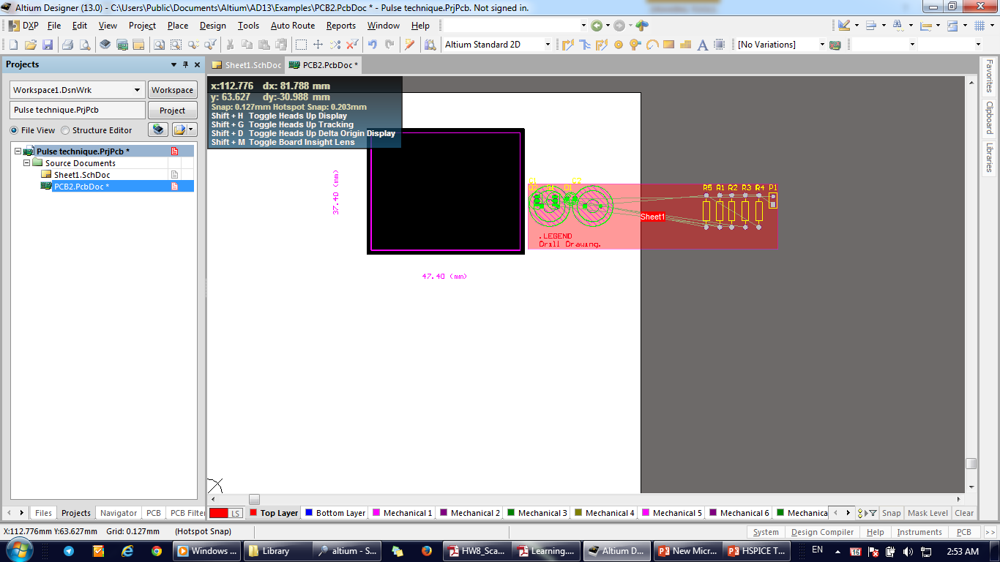 Altium Designer (13.0) - C:\Users\Public\Documents\Altium\AD13\Examples\PCB2.PcbDoc * - Pulse technique.PrjPcb. Not signed in.
DXP File Edit View Project Place Design Tools Auto Route Reports Window Help
Altium Standard 2D [No Variations]
Projects
Sheet1.SchDoc PCB2.PcbDoc *
Workspace1.DsnWrk Workspace
Pulse technique.PrjPcb Project
File View Structure Editor
Pulse technique.PrjPcb *
Source Documents
Sheet1.SchDoc
PCB2.PcbDoc *
x:112.776 dx: 81.788 mm
y: 63.627 dy:-30.988 mm
Snap: 0.127mm Hotspot Snap: 0.203mm
Shift + H Toggle Heads Up Display
Shift + G Toggle Heads Up Tracking
Shift + D Toggle Heads Up Delta Origin Display
Shift + M Toggle Board Insight Lens
37.40 (mm)
47.40 (mm)
C1 C2
D1
R5 R1 R2 R3 R4 P1
Sheet1
.LEGEND
Drill Drawing.
Favorites
Clipboard
Libraries
Files Projects Navigator PCB PCB Filter
LS Top Layer Bottom Layer Mechanical 1 Mechanical 2 Mechanical 3 Mechanical 4 Mechanical 5 Mechanical 6 Mechanica Snap Mask Level Clear
X:112.776mm Y:63.627mm Grid: 0.127mm (Hotspot Snap)
System Design Compiler Help Instruments PCB >>
Windows ... Library altium - S... HW8_Sca... Learning.... Altium D... New Micr... HSPICE T... EN 16 2:53 AM